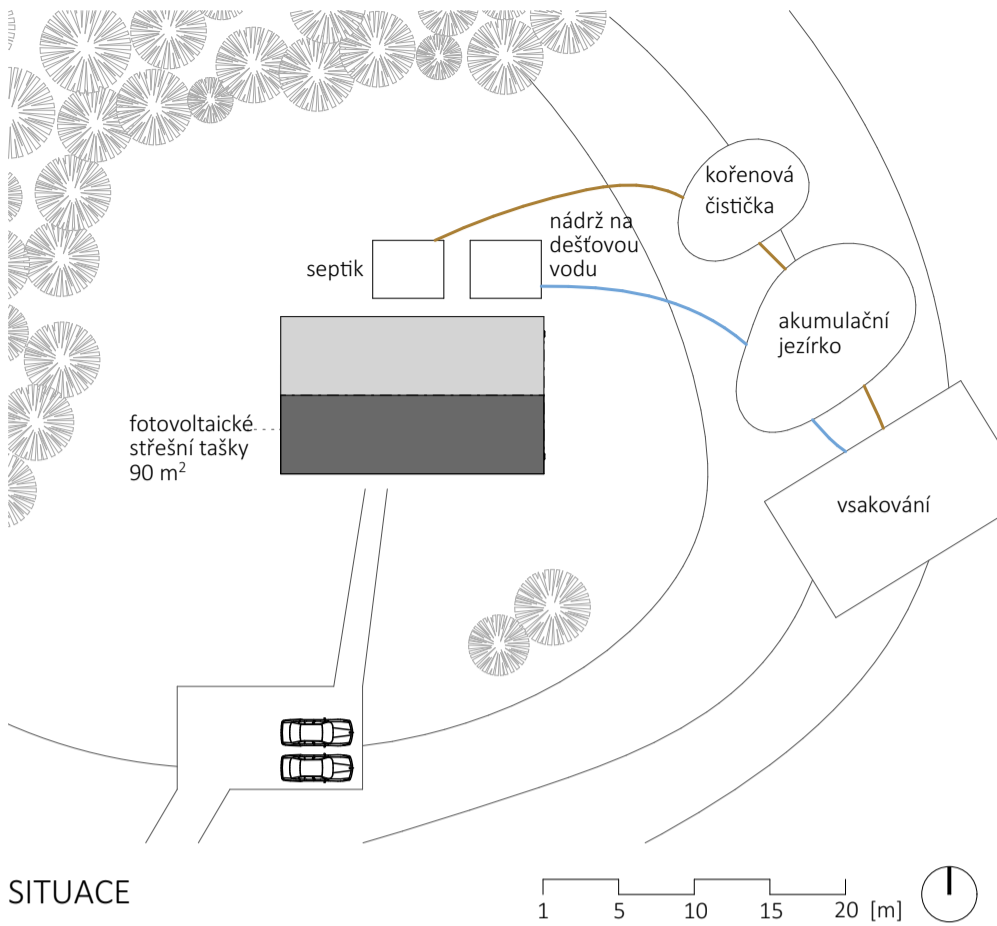 kořenová
čistička
nádrž na
dešťovou
vodu
septik
akumulační
jezírko
fotovoltaické
střešní tašky
90 m²
vsakování
SITUACE
1 5 10 15 20 [m]